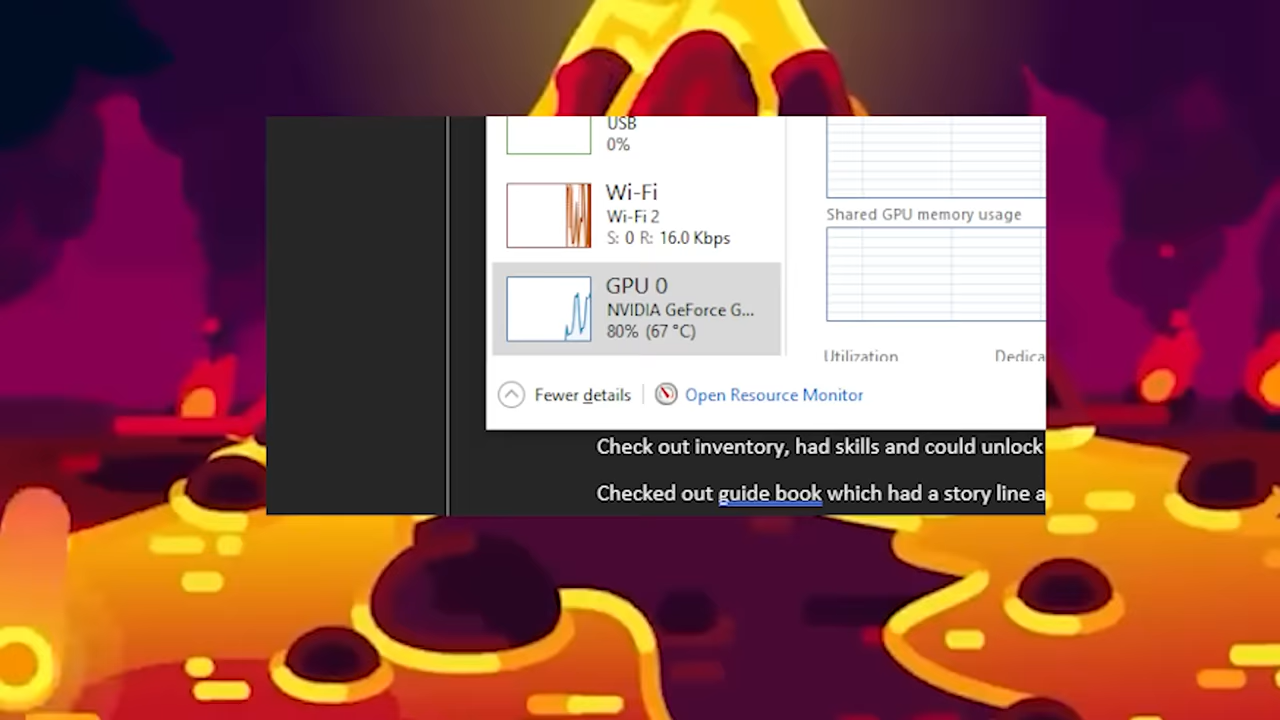 USB
0%
Wi-Fi
Wi-Fi 2
S: 0 R: 16.0 Kbps
Shared GPU memory usage
GPU 0
NVIDIA GeForce G...
80% (67 °C)
Utilization
Dedica
Fewer details
Open Resource Monitor
Check out inventory, had skills and could unlock
Checked out guide book which had a story line a